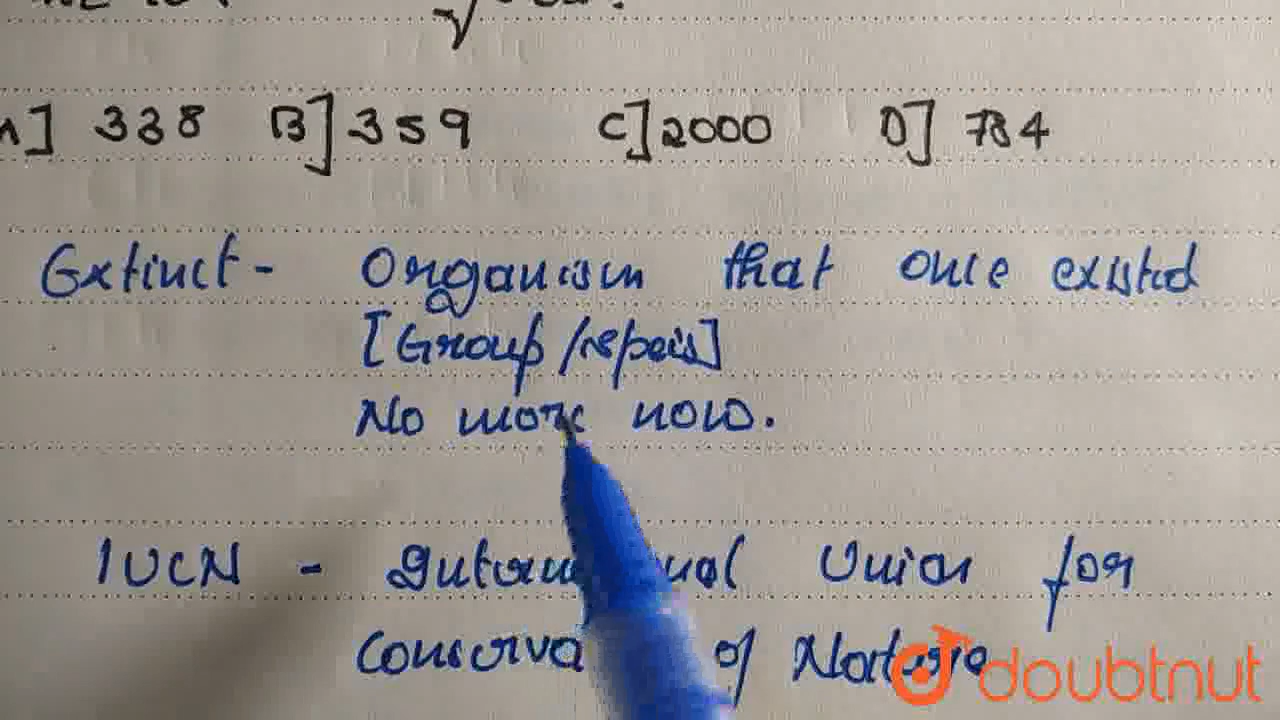 A] 338 B] 359 C] 2000 D] 784
Extinct - Organism that once existed
[Group /
No more now.
IUCN - Union for
of Nature
doubtnut